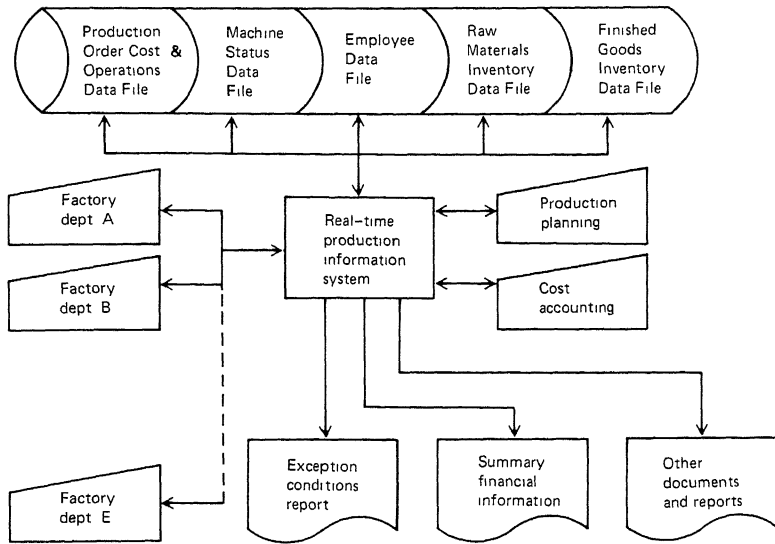 Production
Order Cost &
Operations
Data File
Machine
Status
Data
File
Employee
Data
File
Raw
Materials
Inventory
Data File
Finished
Goods
Inventory
Data File
Factory
dept A
Real-time
production
information
system
Production
planning
Factory
dept B
Cost
accounting
Factory
dept E
Exception
conditions
report
Summary
financial
information
Other
documents
and reports